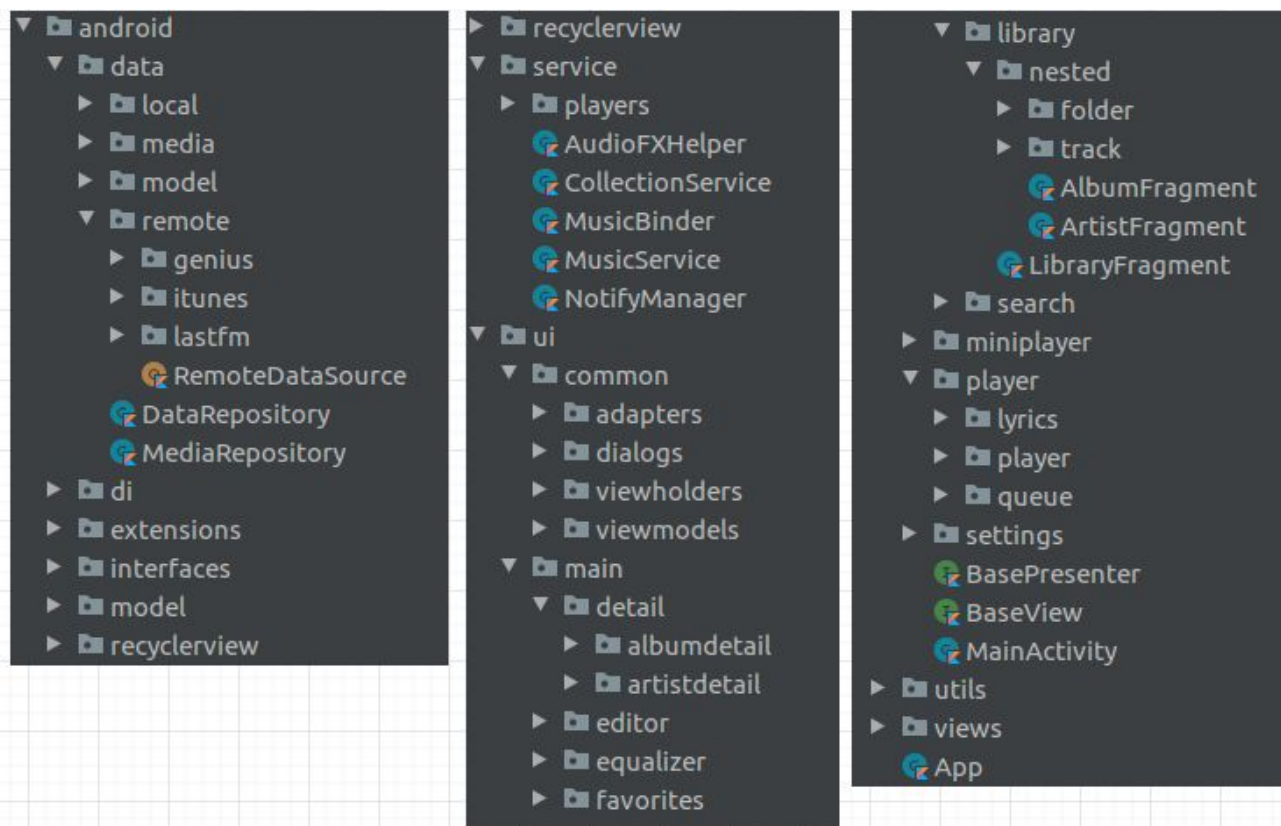 android
data
local
media
model
remote
genius
itunes
lastfm
RemoteDataSource
DataRepository
MediaRepository
di
extensions
interfaces
model
recyclerview
recyclerview
service
players
AudioFXHelper
CollectionService
MusicBinder
MusicService
NotifyManager
ui
common
adapters
dialogs
viewholders
viewmodels
main
detail
albumdetail
artistdetail
editor
equalizer
favorites
library
nested
folder
track
AlbumFragment
ArtistFragment
LibraryFragment
search
miniplayer
player
lyrics
player
queue
settings
BasePresenter
BaseView
MainActivity
utils
views
App